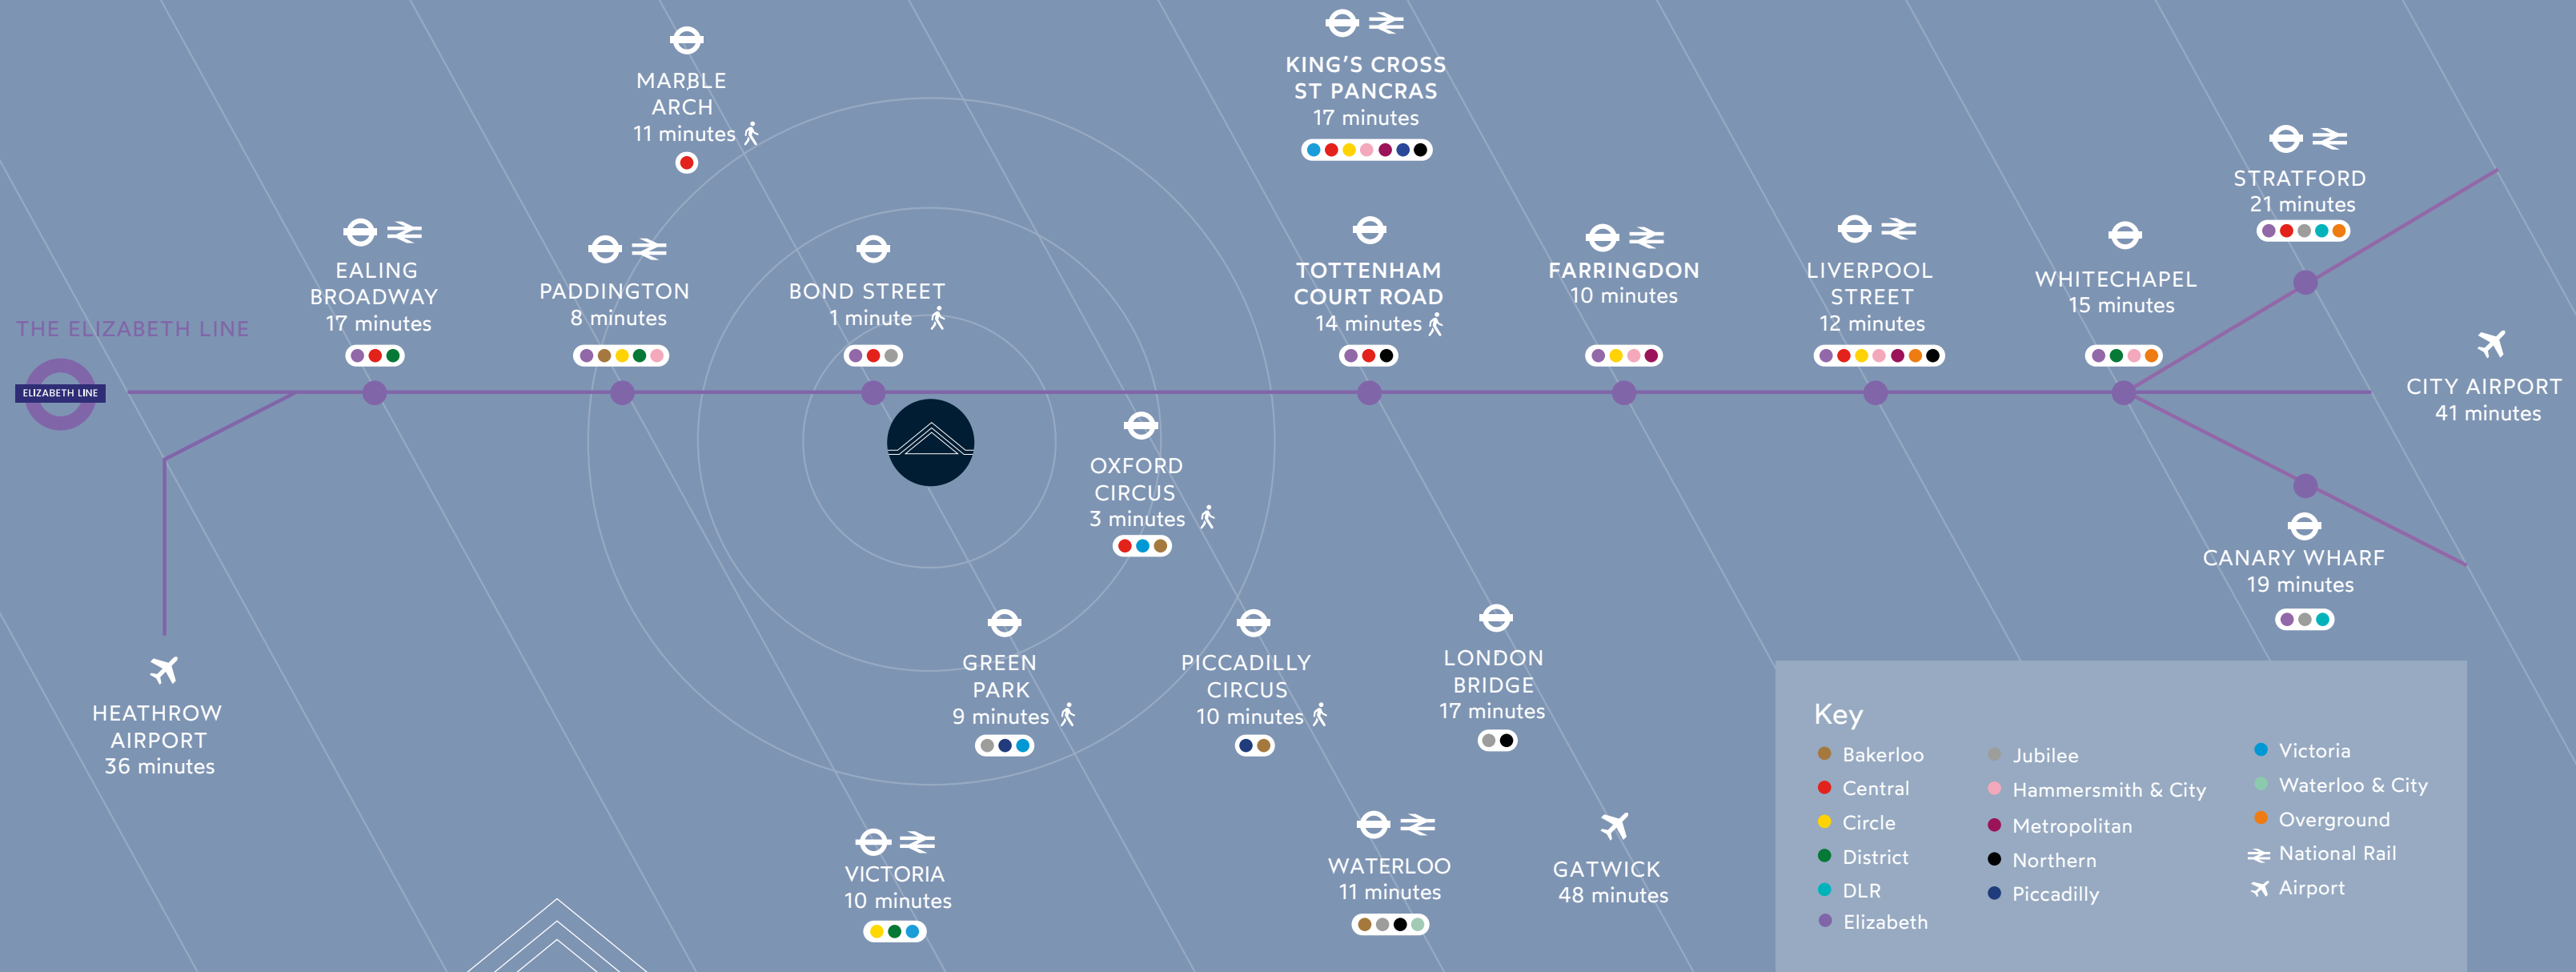 MARBLE
ARCH
11 minutes
KING'S CROSS
ST PANCRAS
17 minutes
STRATFORD
21 minutes
EALING
BROADWAY
17 minutes
PADDINGTON
8 minutes
BOND STREET
1 minute
TOTTENHAM
COURT ROAD
14 minutes
FARRINGDON
10 minutes
LIVERPOOL
STREET
12 minutes
WHITECHAPEL
15 minutes
THE ELIZABETH LINE
ELIZABETH LINE
CITY AIRPORT
41 minutes
OXFORD
CIRCUS
3 minutes
CANARY WHARF
19 minutes
GREEN
PARK
9 minutes
PICCADILLY
CIRCUS
10 minutes
LONDON
BRIDGE
17 minutes
HEATHROW
AIRPORT
36 minutes
VICTORIA
10 minutes
WATERLOO
11 minutes
GATWICK
48 minutes
Key
Bakerloo
Central
Circle
District
DLR
Elizabeth
Jubilee
Hammersmith & City
Metropolitan
Northern
Piccadilly
Victoria
Waterloo & City
Overground
National Rail
Airport